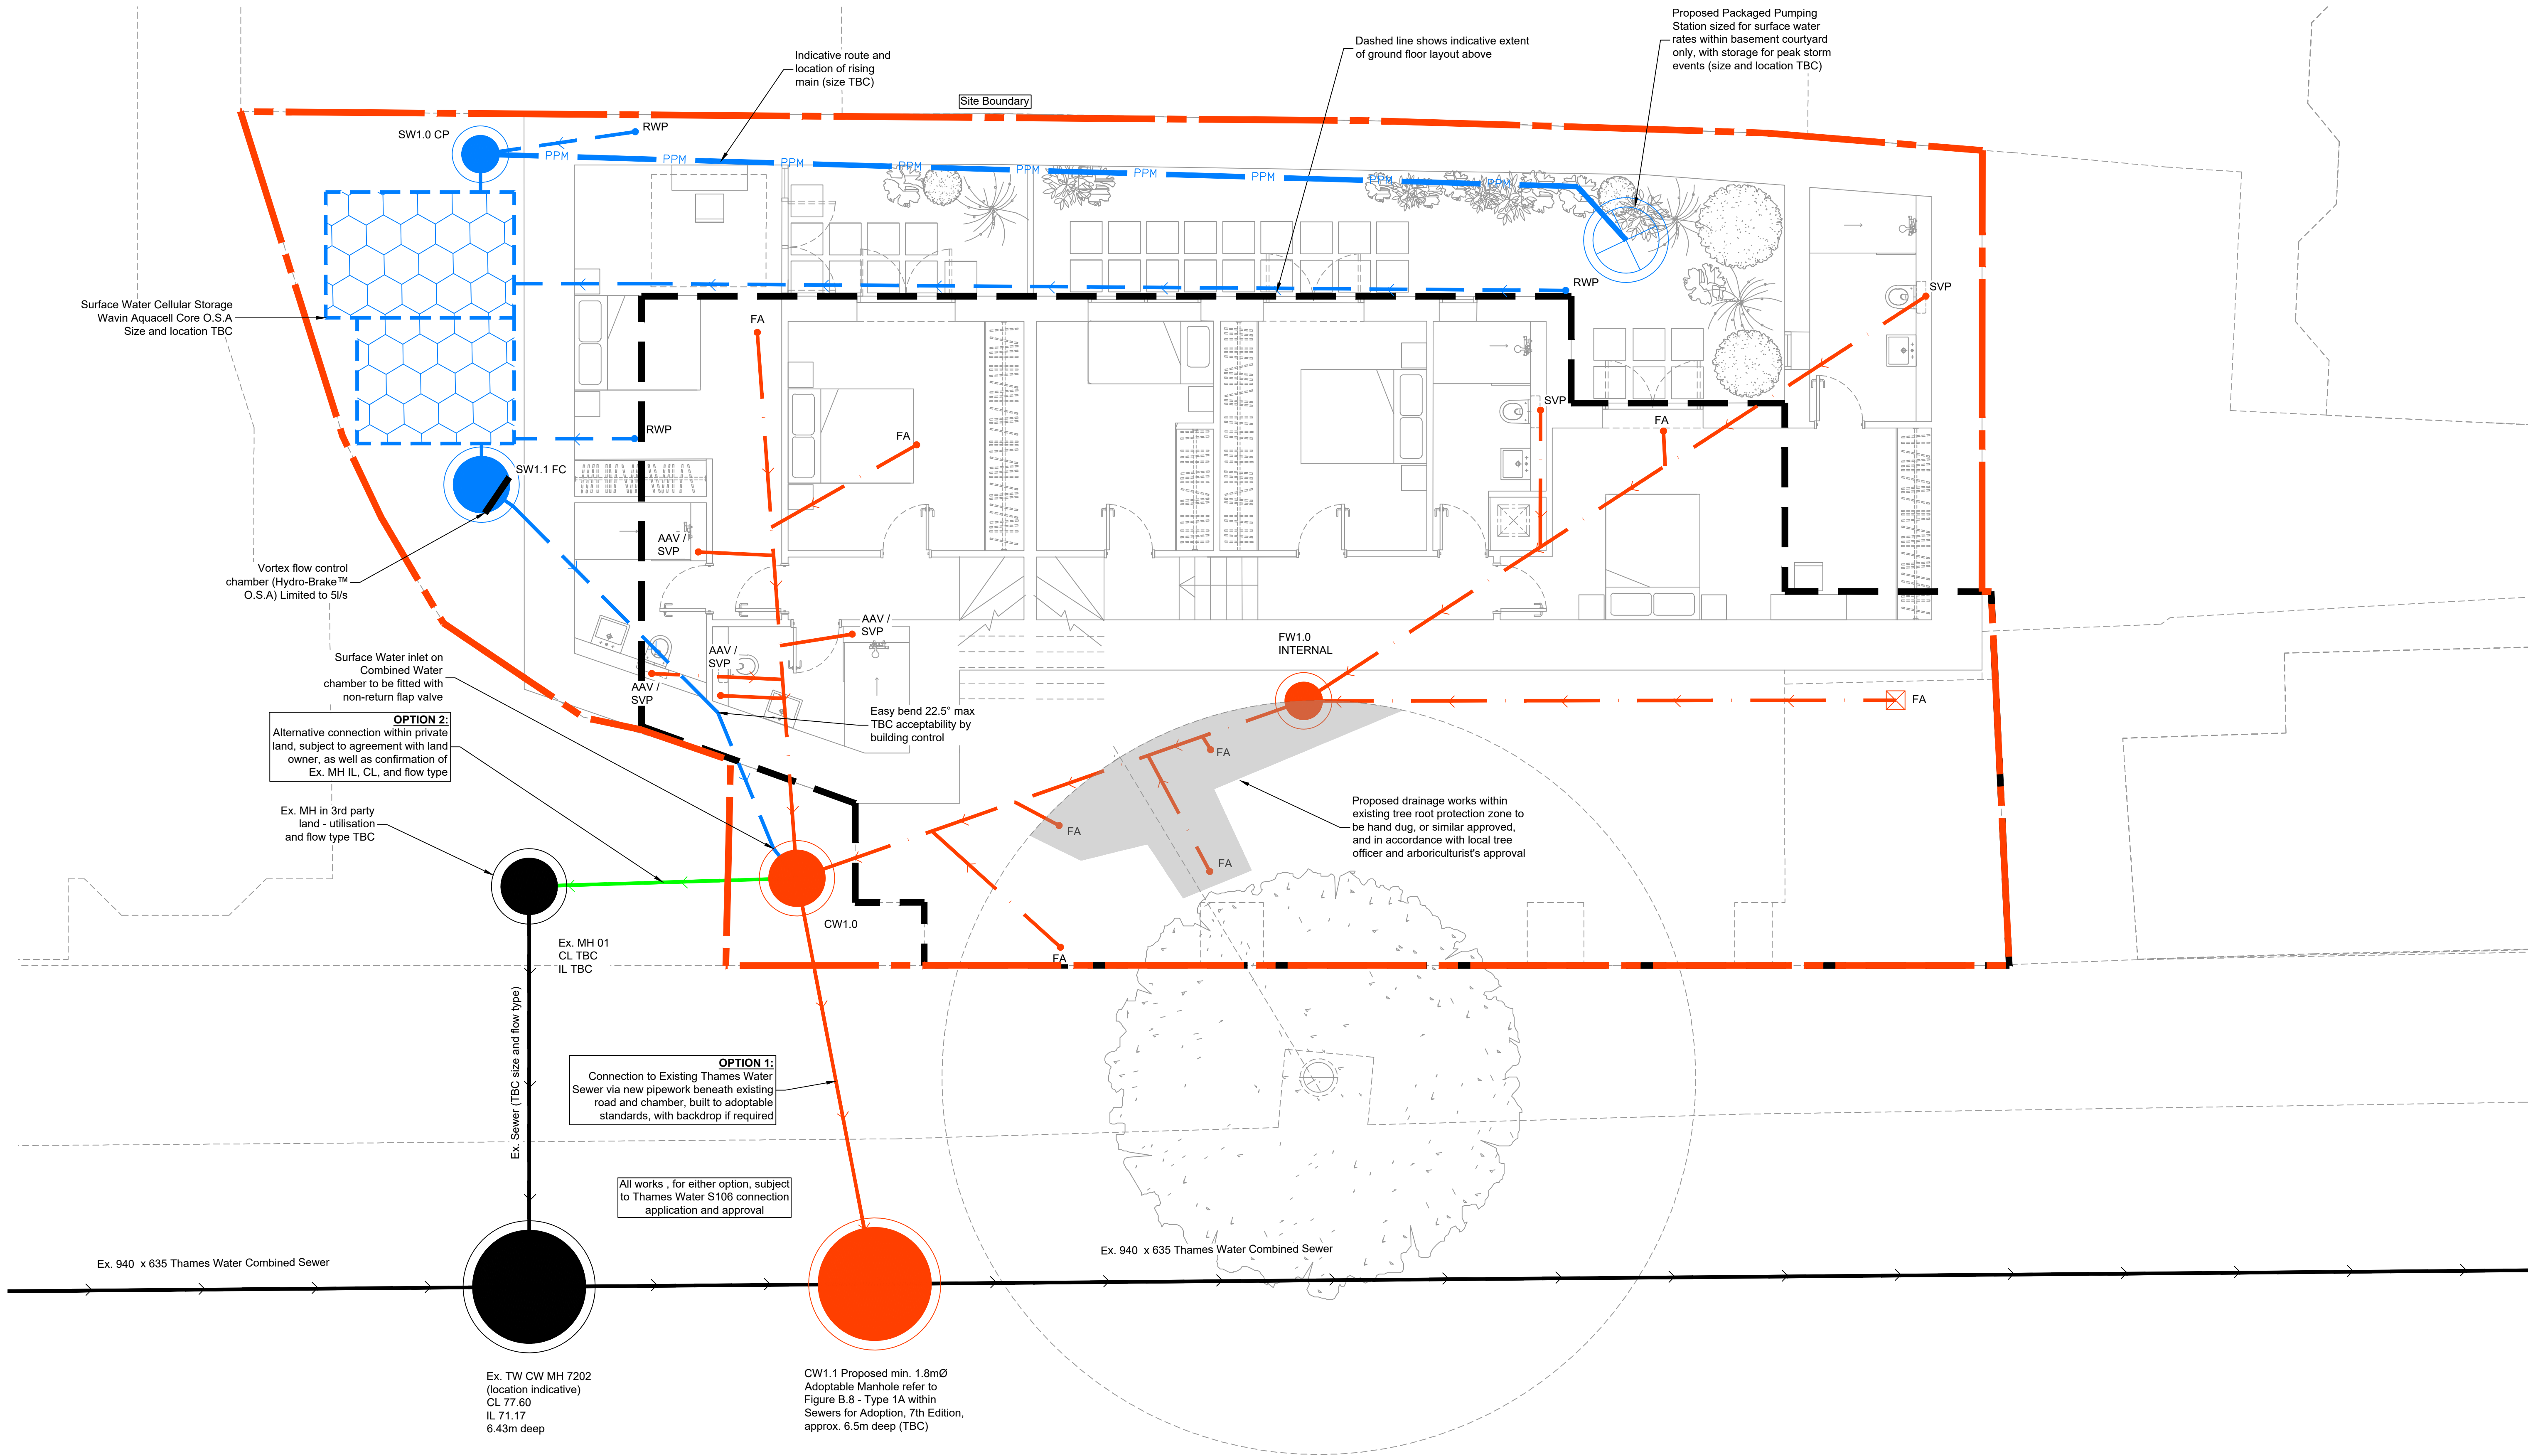 Proposed Packaged Pumping
Station sized for surface water
rates within basement courtyard
only, with storage for peak storm
events (size and location TBC)
Dashed line shows indicative extent
of ground floor layout above
Indicative route and
location of rising
main (size TBC)
Site Boundary
SW1.0 CP
RWP
PPM
PPM
PPM
PPM
PPM
PPM
PPM
PPM
PPM
RWP
SVP
Surface Water Cellular Storage
Wavin Aquacell Core O.S.A
Size and location TBC
FA
SVP
FA
RWP
FA
SW1.1 FC
AAV /
SVP
Vortex flow control
chamber (Hydro-Brake™
O.S.A) Limited to 5l/s
AAV /
SVP
FW1.0
INTERNAL
AAV /
SVP
AAV /
SVP
Surface Water inlet on
Combined Water
chamber to be fitted with
non-return flap valve
FA
Easy bend 22.5° max
TBC acceptability by
building control
OPTION 2:
Alternative connection within private
land, subject to agreement with land
owner, as well as confirmation of
Ex. MH IL, CL, and flow type
FA
Ex. MH in 3rd party
land - utilisation
and flow type TBC
Proposed drainage works within
existing tree root protection zone to
be hand dug, or similar approved,
and in accordance with local tree
officer and arboriculturist's approval
FA
FA
CW1.0
Ex. MH 01
CL TBC
IL TBC
FA
Ex. Sewer (TBC size and flow type)
OPTION 1:
Connection to Existing Thames Water
Sewer via new pipework beneath existing
road and chamber, built to adoptable
standards, with backdrop if required
All works , for either option, subject
to Thames Water S106 connection
application and approval
Ex. 940 x 635 Thames Water Combined Sewer
Ex. 940 x 635 Thames Water Combined Sewer
Ex. TW CW MH 7202
(location indicative)
CL 77.60
IL 71.17
6.43m deep
CW1.1 Proposed min. 1.8mØ
Adoptable Manhole refer to
Figure B.8 - Type 1A within
Sewers for Adoption, 7th Edition,
approx. 6.5m deep (TBC)